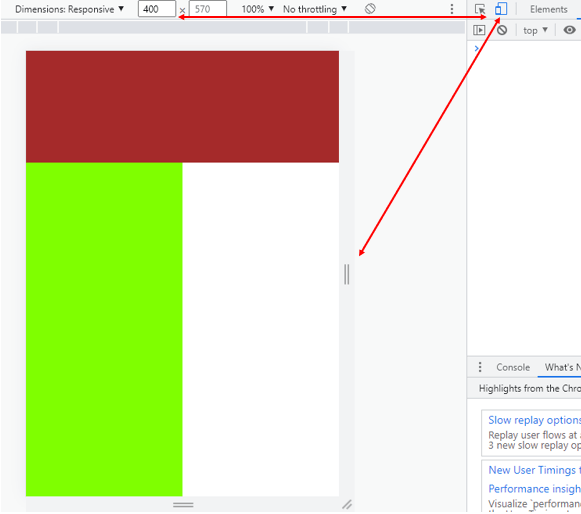 Dimensions: Responsive ▼ 400 × 570 100% ▼ No throttling ▼ Elements
top ▼
Console What's N
Highlights from the Chro
Slow replay options
Replay user flows at a
3 new slow replay op
New User Timings t
Performance insigh
Visualize `performanc